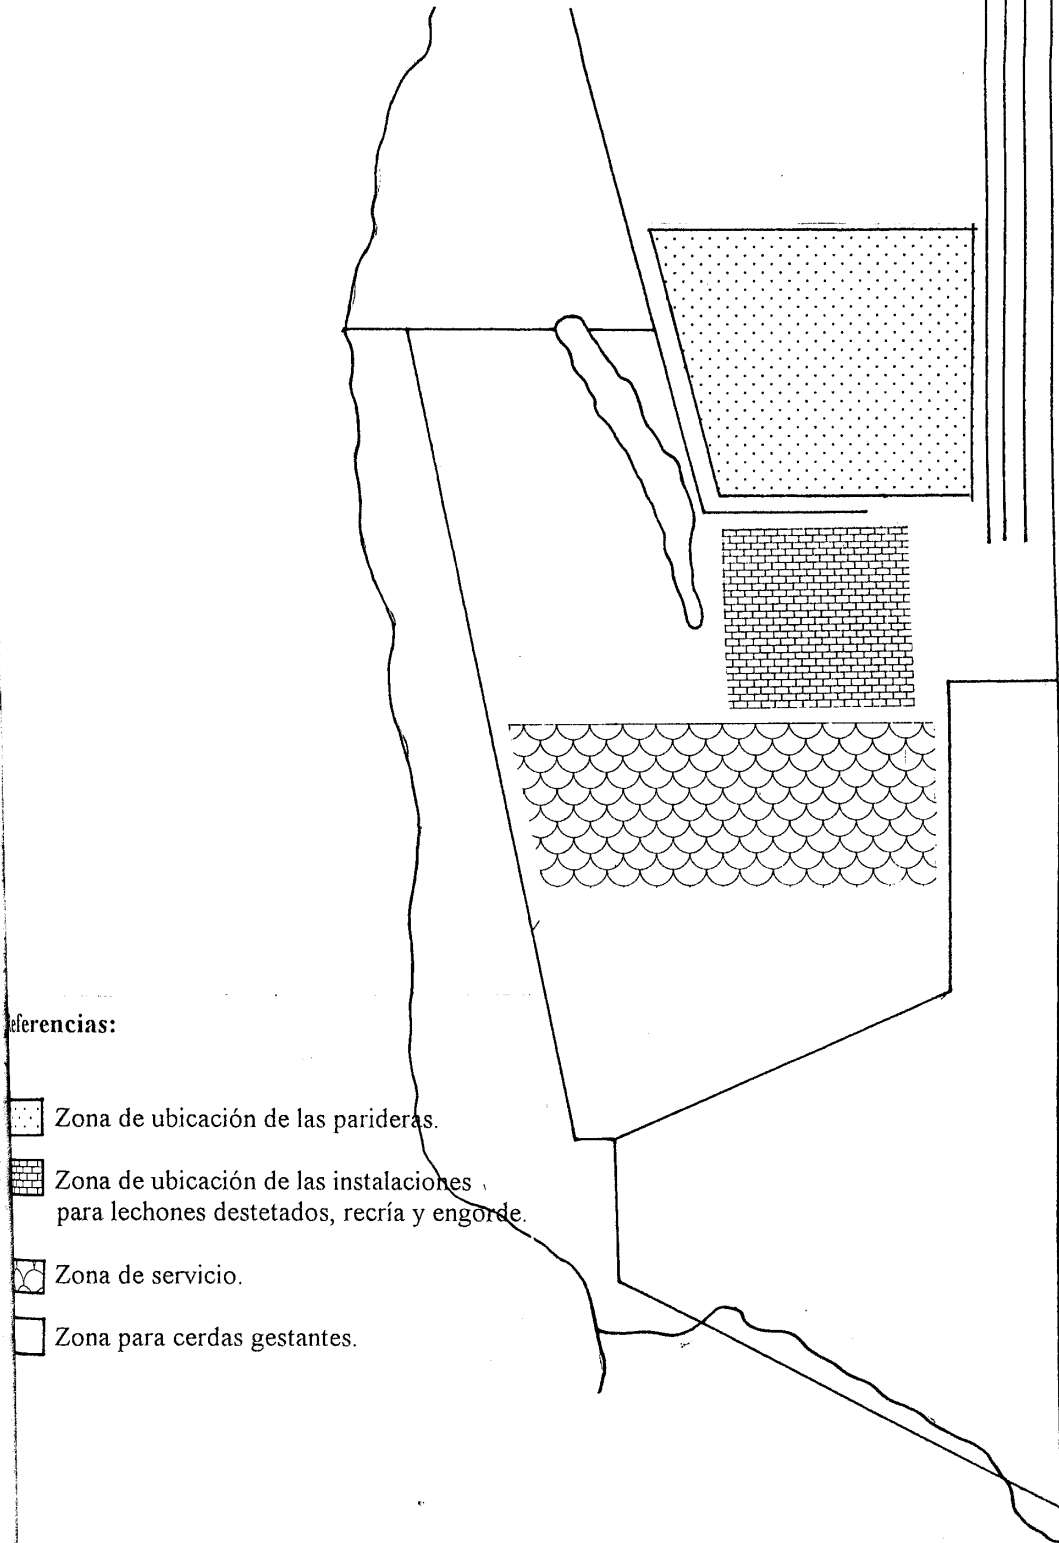 eferencias:
Zona de ubicación de las parideras.
Zona de ubicación de las instalaciones
para lechones destetados, recría y engorde.
Zona de servicio.
Zona para cerdas gestantes.